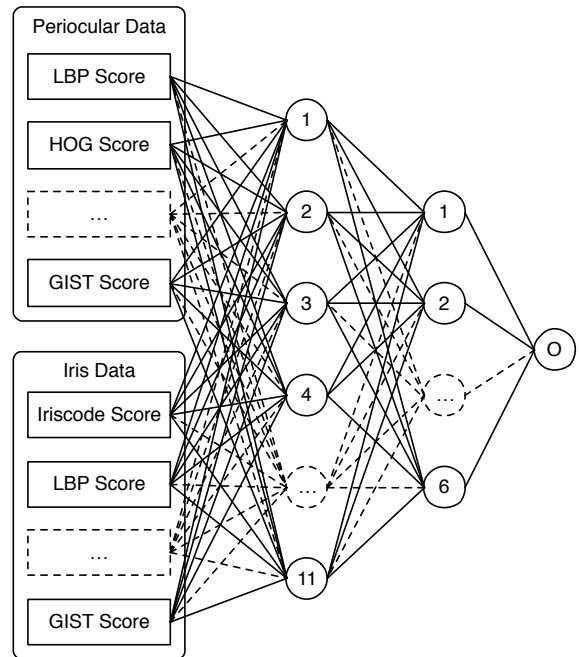 Periocular Data
LBP Score
HOG Score
...
GIST Score
Iris Data
Iriscode Score
LBP Score
...
GIST Score
1
2
3
4
...
11
1
2
...
6
O